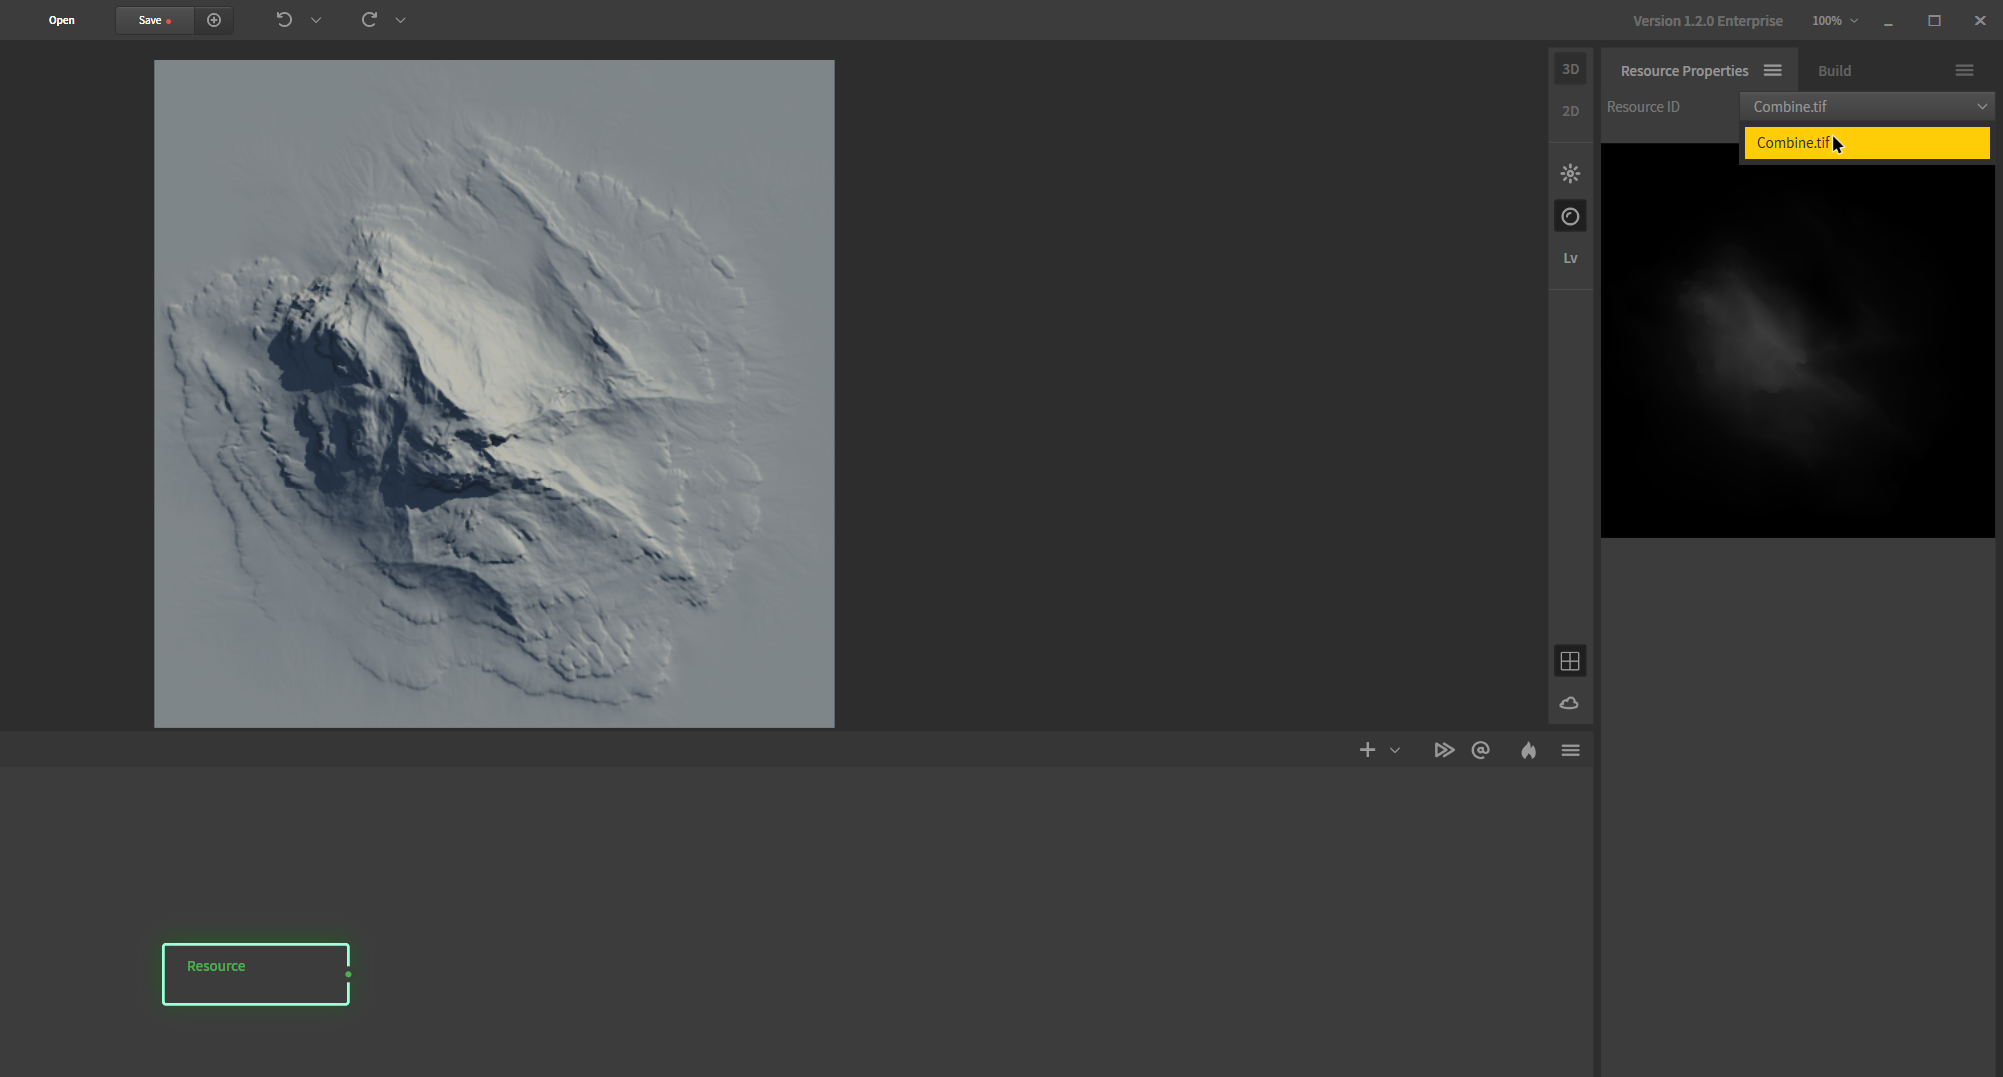 Open
Save
Version 1.2.0 Enterprise
100%
3D
2D
Lv
Resource Properties
Build
Resource ID
Combine.tif
Combine.tif
Resource